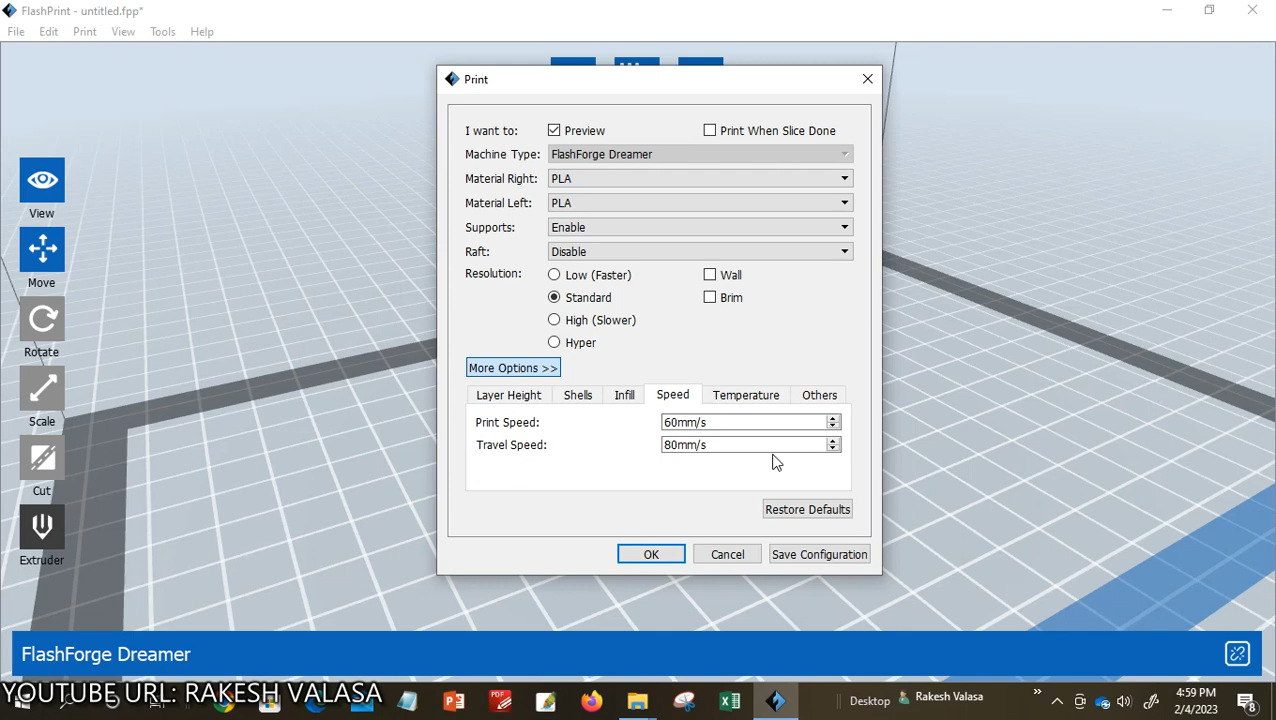 FlashPrint - untitled.fpp*
File Edit Print View Tools Help
Print
I want to: Preview Print When Slice Done
Machine Type: FlashForge Dreamer
Material Right: PLA
Material Left: PLA
Supports: Enable
Raft: Disable
Resolution: Low (Faster) Wall
Standard Brim
High (Slower)
Hyper
More Options >>
Layer Height Shells Infill Speed Temperature Others
Print Speed: 60mm/s
Travel Speed: 80mm/s
Restore Defaults
OK Cancel Save Configuration
View
Move
Rotate
Scale
Cut
Extruder
FlashForge Dreamer
YOUTUBE URL: RAKESH VALASA
PDF
Desktop
Rakesh Valasa
4:59 PM
2/4/2023
8